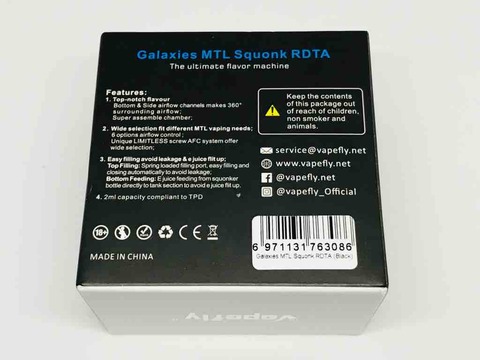 Galaxies MTL Squonk RDTA
The ultimate flavor machine
Features:
1. Top-notch flavour
Bottom & Side airflow channels makes 360°
surrounding airflow;
Super assemble chamber;
2. Wide selection fit different MTL vaping needs;
6 options airflow control ;
Unique LIMITLESS screw AFC system offer
wide selection;
3. Easy filling avoid leakage & e juice flit up;
Top Filling: Spring loaded filling port, easy filling and
closing automatically to avoid leakage;
Bottom Feeding: E juice feeding from squonker
bottle directly to tank section to avoid e juice flit up;
4. 2ml capacity compliant to TPD
Keep the contents
of this package out
of reach of children,
non smoker and
animals.
service@vapefly.net
www.vapefly.net
@vapefly.net
@vapefly_Official
18+
CE
MADE IN CHINA
6 971131 763086
Galaxies MTL Squonk RDTA (Black)
vapefly